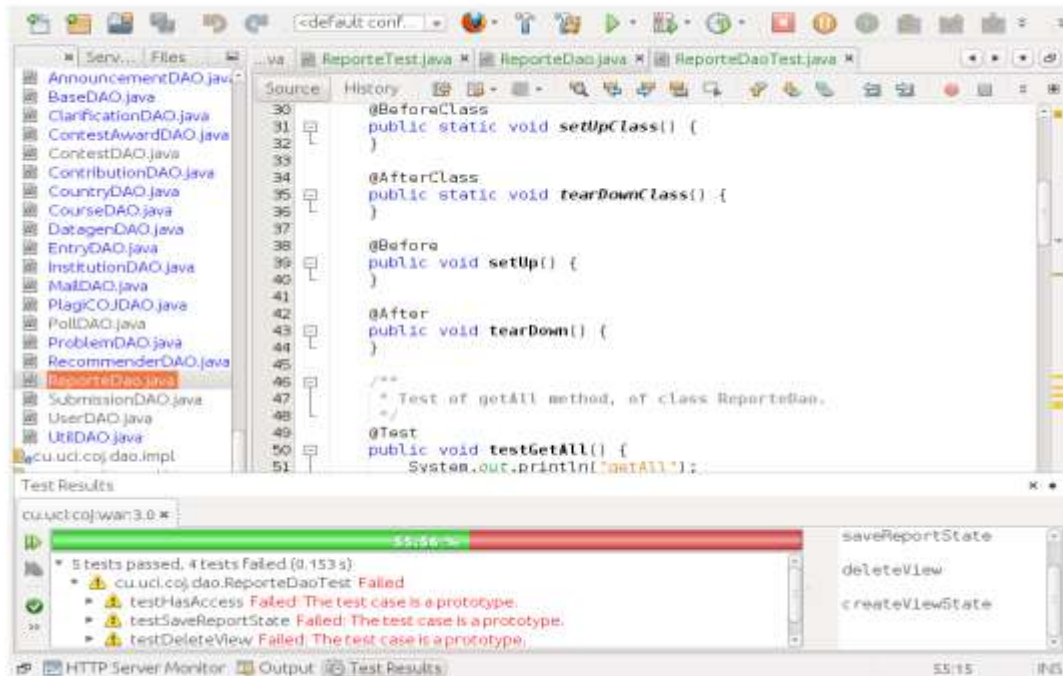 <default conf...
Serv... Files
...va ReporteTest.java ReporteDao.java ReporteDaoTest.java
AnnouncementDAO.java
BaseDAO.java
ClarificationDAO.java
ContestAwardDAO.java
ContestDAO.java
ContributionDAO.java
CountryDAO.java
CourseDAO.java
DatagenDAO.java
EntryDAO.java
InstitutionDAO.java
MailDAO.java
PlagiCOJDAO.java
PollDAO.java
ProblemDAO.java
RecommenderDAO.java
ReporteDao.java
SubmissionDAO.java
UserDAO.java
UtilDAO.java
cu.uci.coj.dao.impl
Source History
30 @BeforeClass
31 public static void setUpClass() {
32 }
33
34 @AfterClass
35 public static void tearDownClass() {
36 }
37
38 @Before
39 public void setUp() {
40 }
41
42 @After
43 public void tearDown() {
44 }
45
46 /**
47 * Test of getAll method, of class ReporteDao.
48 */
49 @Test
50 public void testGetAll() {
51 System.out.println("getAll");
Test Results
cu.uci:coj:war:3.0
55.56 %
5 tests passed, 4 tests failed.(0.153 s)
cu.uci.coj.dao.ReporteDaoTest Failed
testHasAccess Failed: The test case is a prototype.
testSaveReportState Failed: The test case is a prototype.
testDeleteView Failed: The test case is a prototype.
saveReportState
deleteView
createViewState
HTTP Server Monitor Output Test Results
55:15 INS